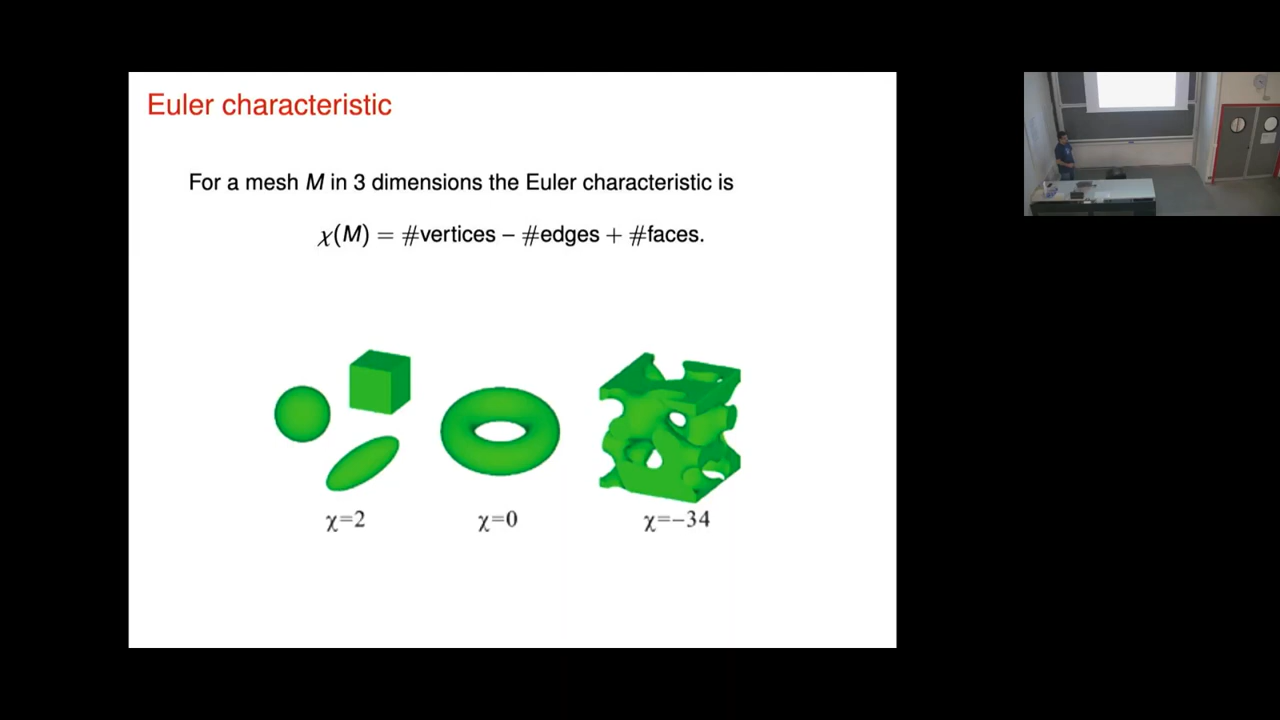 Euler characteristic
For a mesh M in 3 dimensions the Euler characteristic is
χ(M) = #vertices – #edges + #faces.
χ=2
χ=0
χ=−34